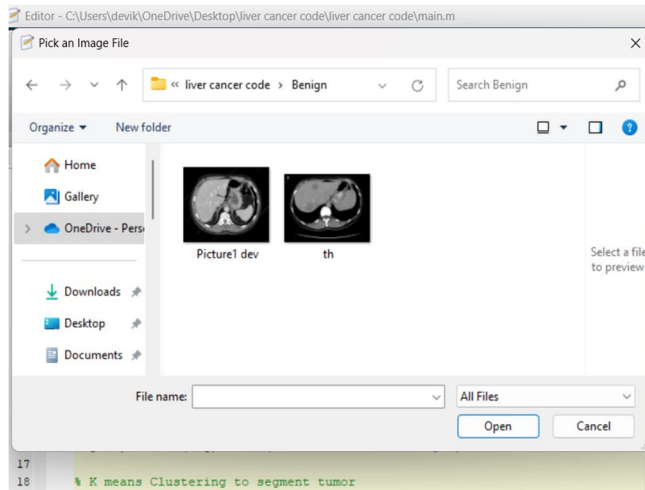 Editor - C:\Users\devik\OneDrive\Desktop\liver cancer code\liver cancer code\main.m
Pick an Image File
« liver cancer code > Benign
Search Benign
Organize
New folder
Home
Gallery
OneDrive - Pers
Downloads
Desktop
Documents
Picture1 dev
th
Select a file
to preview
File name:
All Files
Open
Cancel
17
18 % K means Clustering to segment tumor